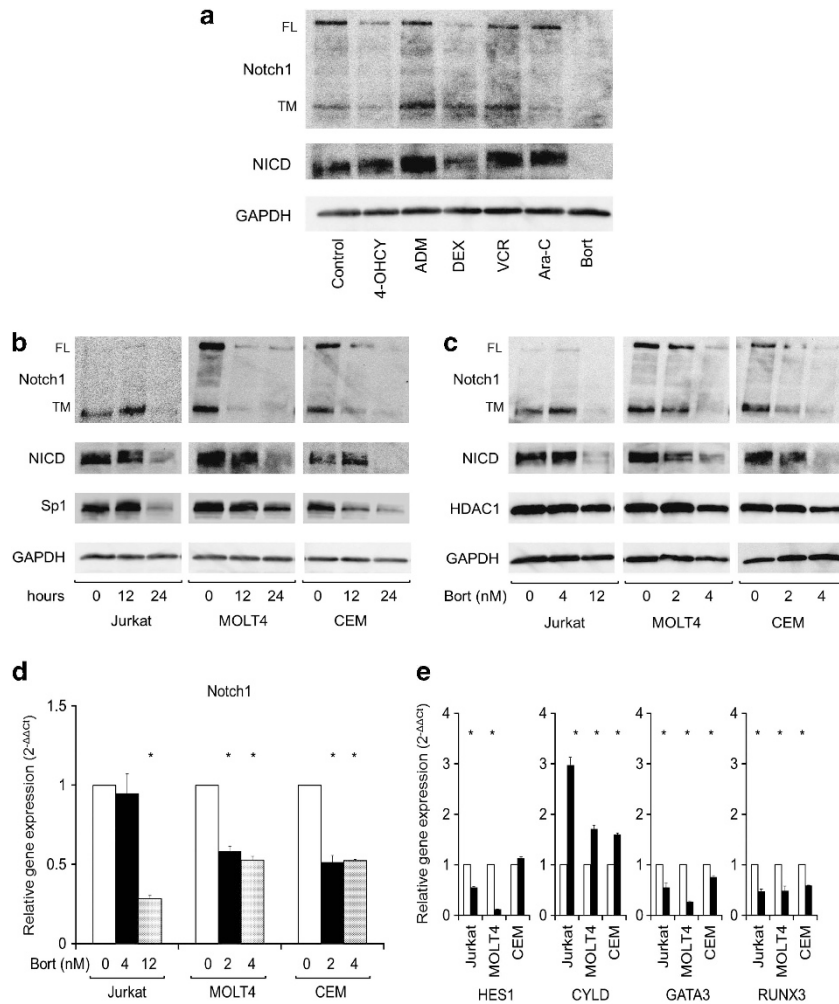 a
FL
Notch1
TM
NICD
GAPDH
Control
4-OHCY
ADM
DEX
VCR
Ara-C
Bort
b
FL
Notch1
TM
NICD
Sp1
GAPDH
hours 0 12 24 0 12 24 0 12 24
Jurkat MOLT4 CEM
c
FL
Notch1
TM
NICD
HDAC1
GAPDH
Bort (nM) 0 4 12 0 2 4 0 2 4
Jurkat MOLT4 CEM
d
Notch1
Relative gene expression (2-ΔΔCt)
1.5
1
0.5
0
* * * * *
Bort (nM) 0 4 12 0 2 4 0 2 4
Jurkat MOLT4 CEM
e
Relative gene expression (2-ΔΔCt)
4 4 4 4
* * * * * * * * * * *
3 3 3 3
2 2 2 2
1 1 1 1
0 0 0 0
Jurkat MOLT4 CEM Jurkat MOLT4 CEM Jurkat MOLT4 CEM Jurkat MOLT4 CEM
HES1 CYLD GATA3 RUNX3